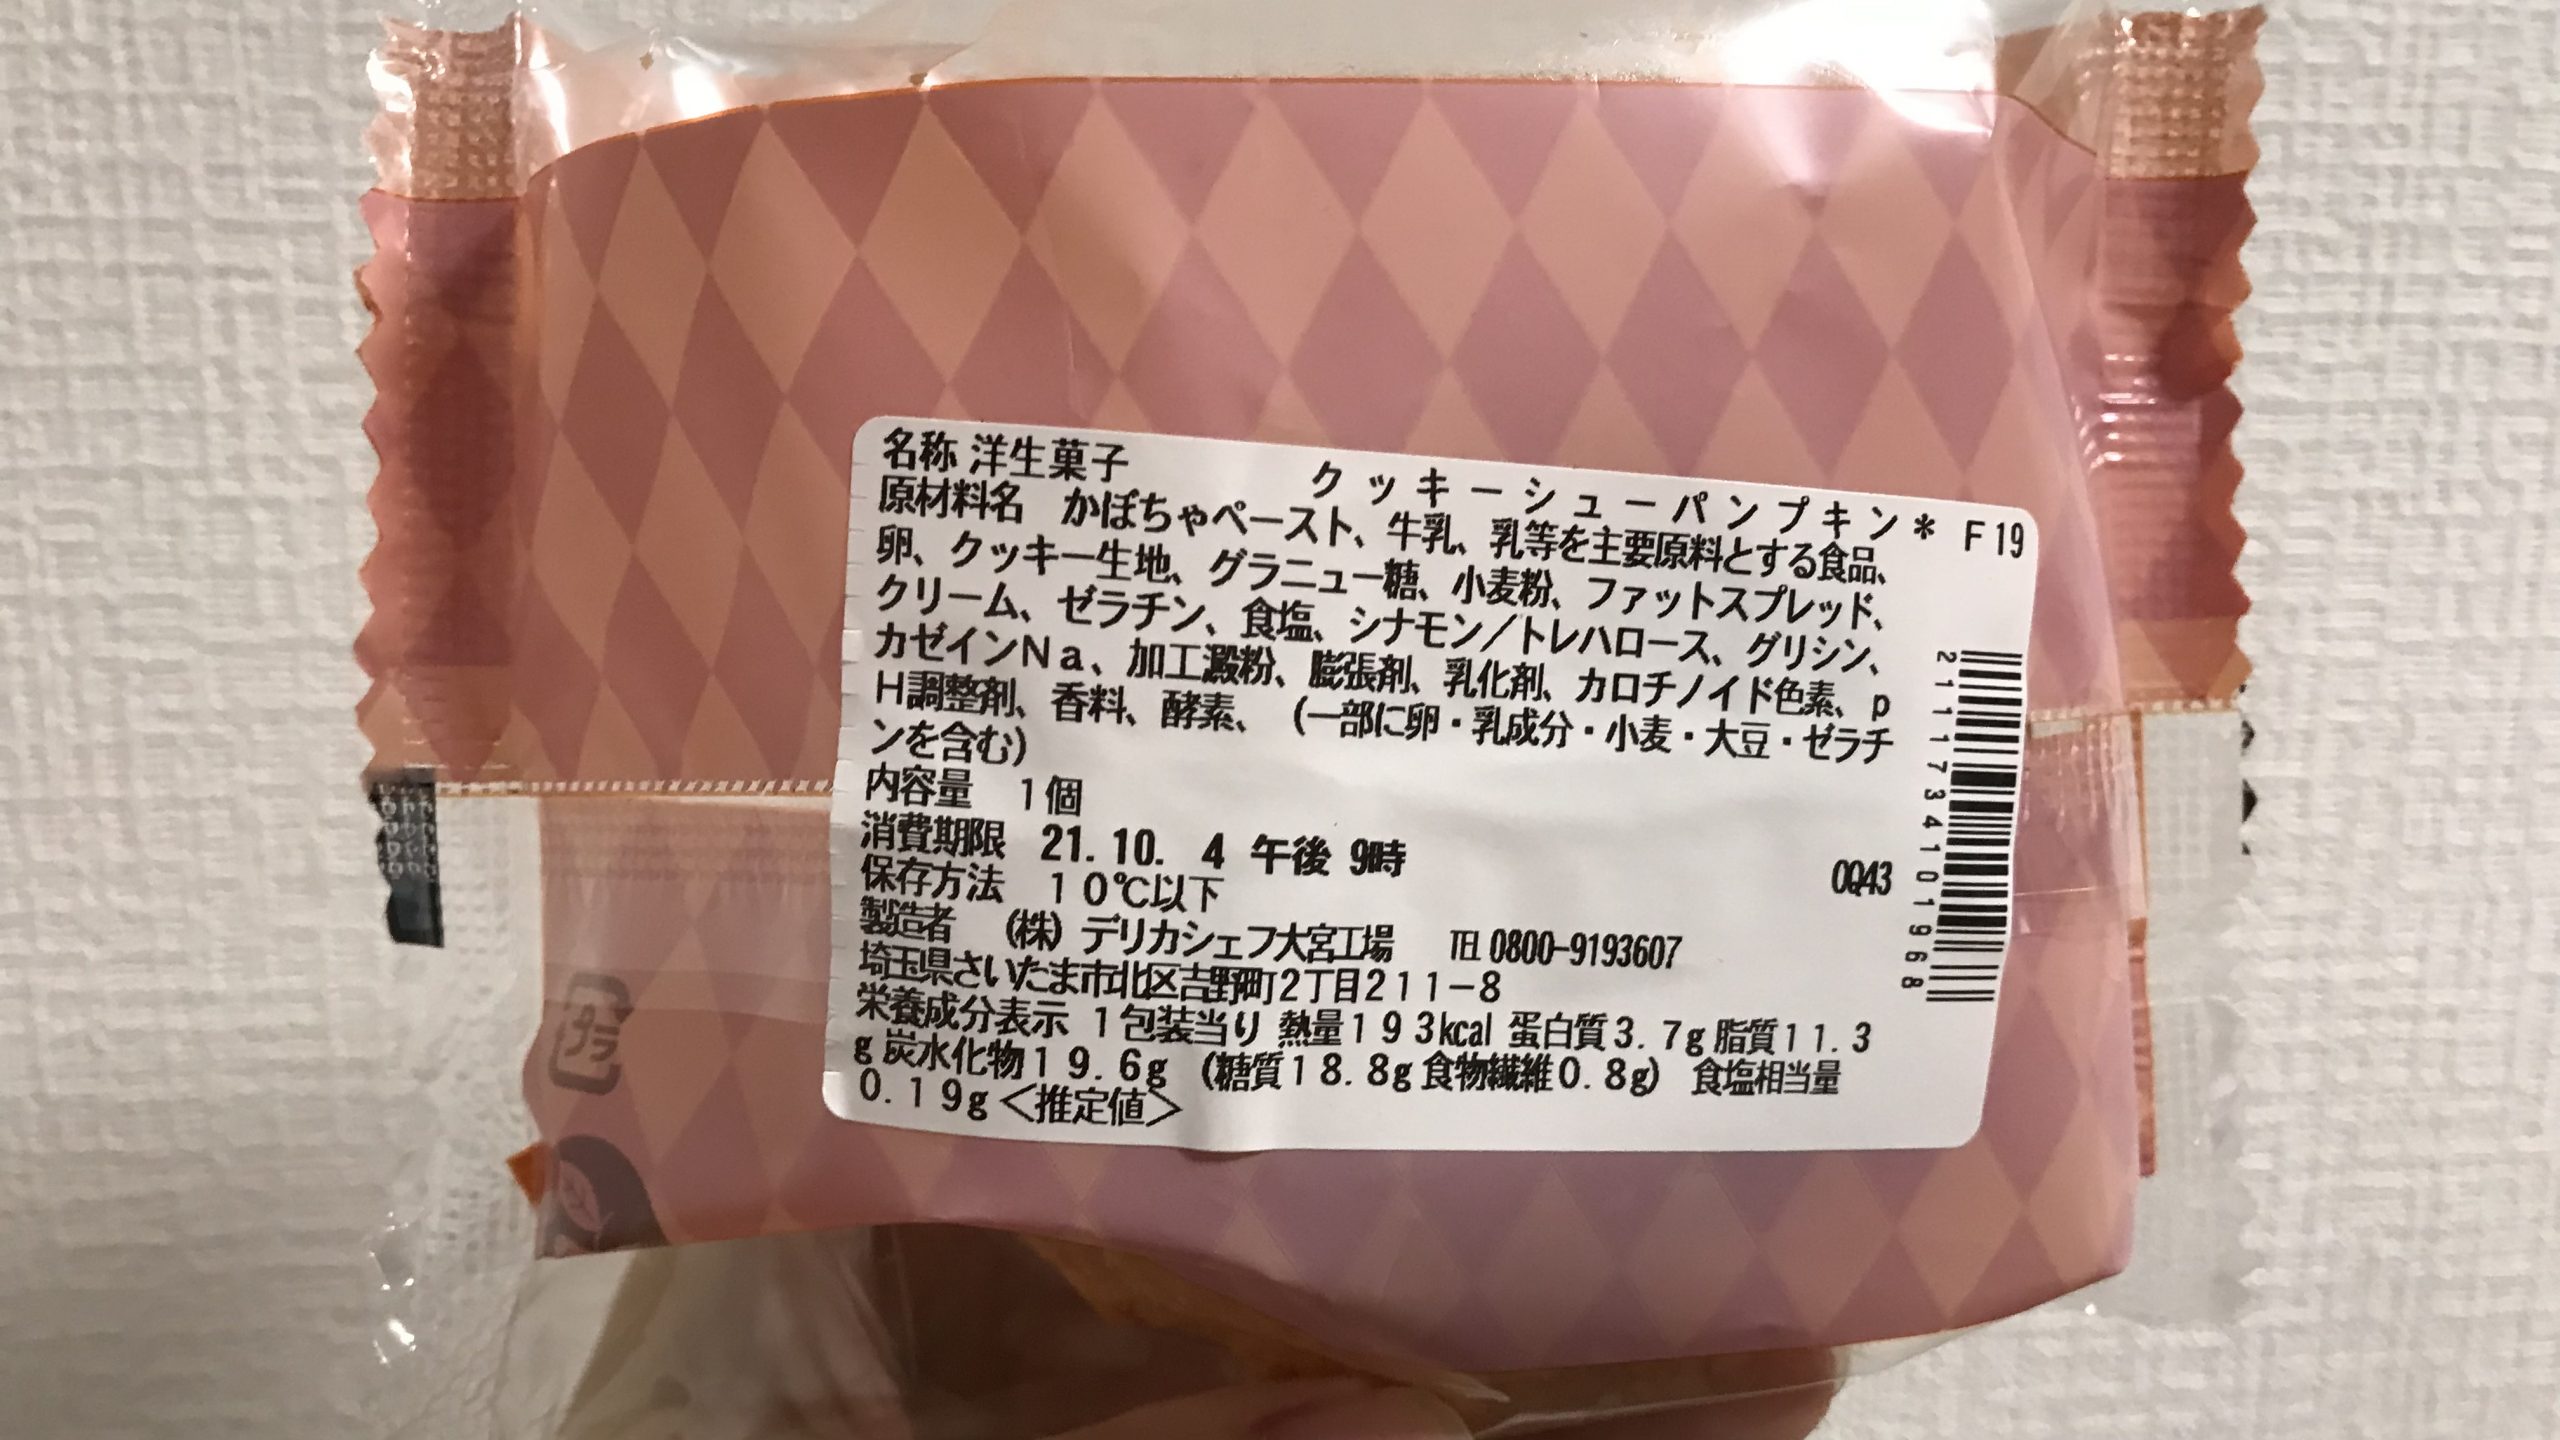 名称 洋生菓子
クッキーシューパンプキン＊ F19
原材料名 かぼちゃペースト、牛乳、乳等を主要原料とする食品、
卵、クッキー生地、グラニュー糖、小麦粉、ファットスプレッド、
クリーム、ゼラチン、食塩、シナモン／トレハロース、グリシン、
カゼインNa、加工澱粉、膨張剤、乳化剤、カロチノイド色素、p
H調整剤、香料、酵素、（一部に卵・乳成分・小麦・大豆・ゼラチ
ンを含む）
内容量 1個
消費期限 21.10. 4 午後 9時
保存方法 10℃以下
0Q43
製造者 （株）デリカシェフ大宮工場 TEL 0800-9193607
埼玉県さいたま市北区吉野町2丁目211－8
栄養成分表示 1包装当り 熱量193kcal 蛋白質3.7g 脂質11.3
g 炭水化物19.6g （糖質18.8g 食物繊維0.8g） 食塩相当量
0.19g＜推定値＞
2111734101968
プラ